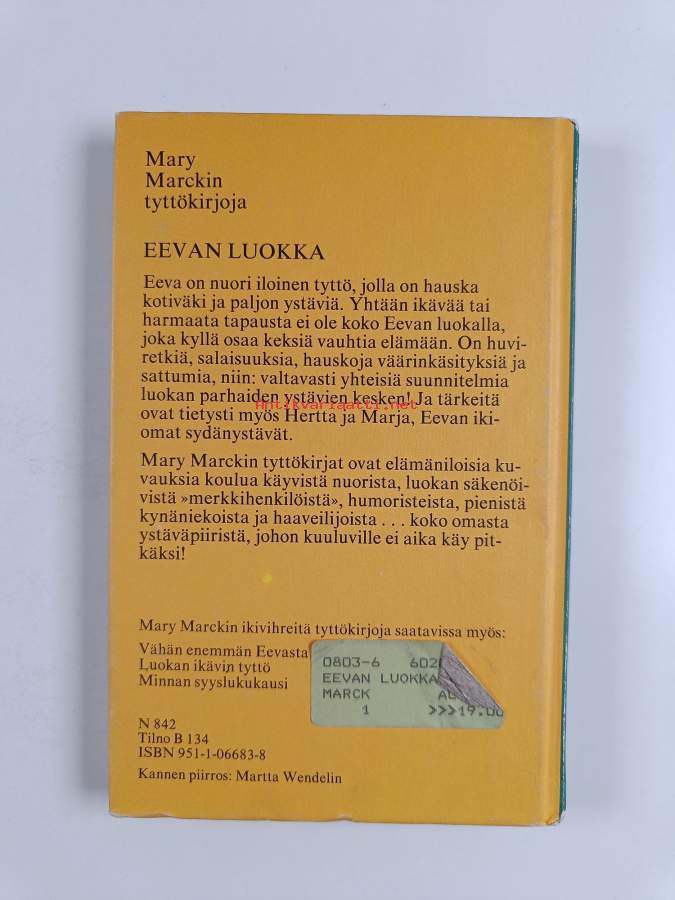 Mary
Marckin
tyttökirjoja
EEVAN LUOKKA
Eeva on nuori iloinen tyttö, jolla on hauska
kotiväki ja paljon ystäviä. Yhtään ikävää tai
harmaata tapausta ei ole koko Eevan luokalla,
joka kyllä osaa keksiä vauhtia elämään. On huvi-
retkiä, salaisuuksia, hauskoja väärinkäsityksiä ja
sattumia, niin: valtavasti yhteisiä suunnitelmia
luokan parhaiden ystävien kesken! Ja tärkeitä
Antikvariaatti.net
ovat tietysti myös Hertta ja Marja, Eevan iki-
omat sydänystävät.
Mary Marckin tyttökirjat ovat elämäniloisia ku-
vauksia koulua käyvistä nuorista, luokan säkenöi-
vistä »merkkihenkilöistä», humoristeista, pienistä
kynäniekoista ja haaveilijoista . . . koko omasta
ystäväpiiristä, johon kuuluville ei aika käy pit-
käksi!
Mary Marckin ikivihreitä tyttökirjoja saatavissa myös:
Vähän enemmän Eevasta
Luokan ikävin tyttö
Minnan syyslukukausi
0803-6 602
EEVAN LUOKKA
MARCK
1 >>>19.00
N 842
Tilno B 134
ISBN 951-1-06683-8
Kannen piirros: Martta Wendelin